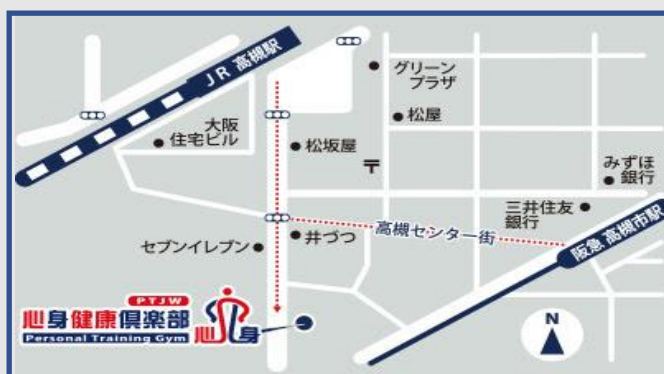 JR 高槻駅
グリーン
プラザ
松屋
大阪
住宅ビル
松坂屋
〒
みずほ
銀行
三井住友
銀行
阪急 高槻市駅
高槻センター街
井づつ
セブンイレブン
PTJW
心身健康倶楽部
Personal Training Gym
心 身
N